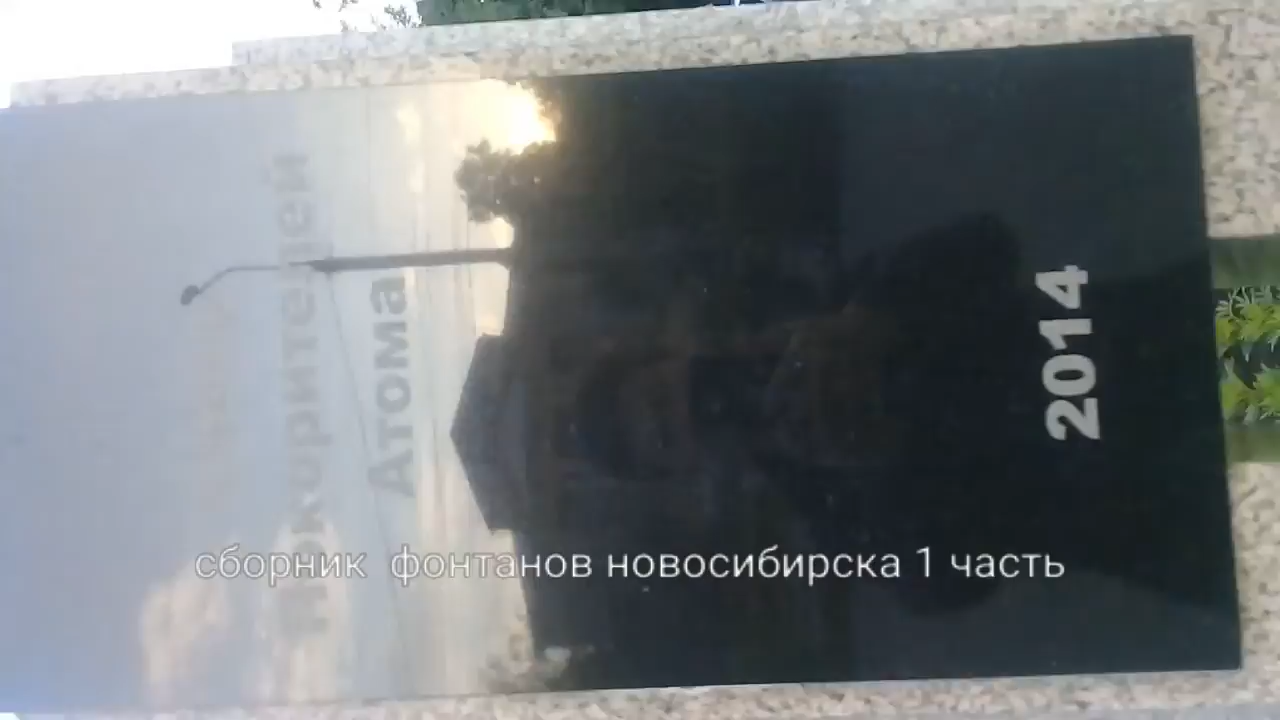 Покорителей
Атома
2014
сборник фонтанов новосибирска 1 часть